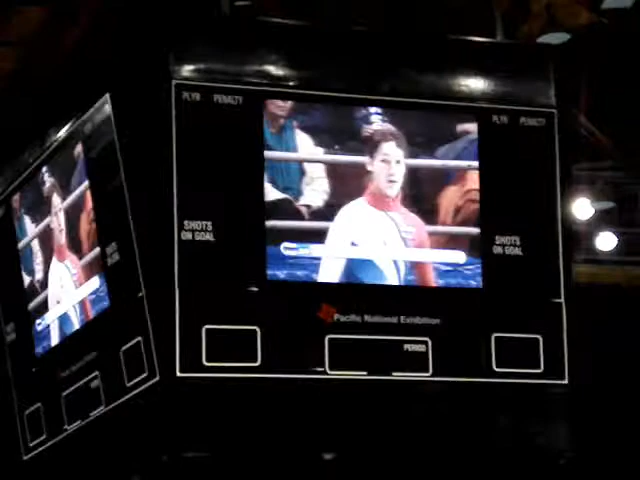 PLYR PENALTY
PLYR PENALTY
SHOTS
ON GOAL
SHOTS
ON GOAL
Pacific National Exhibition
PERIOD